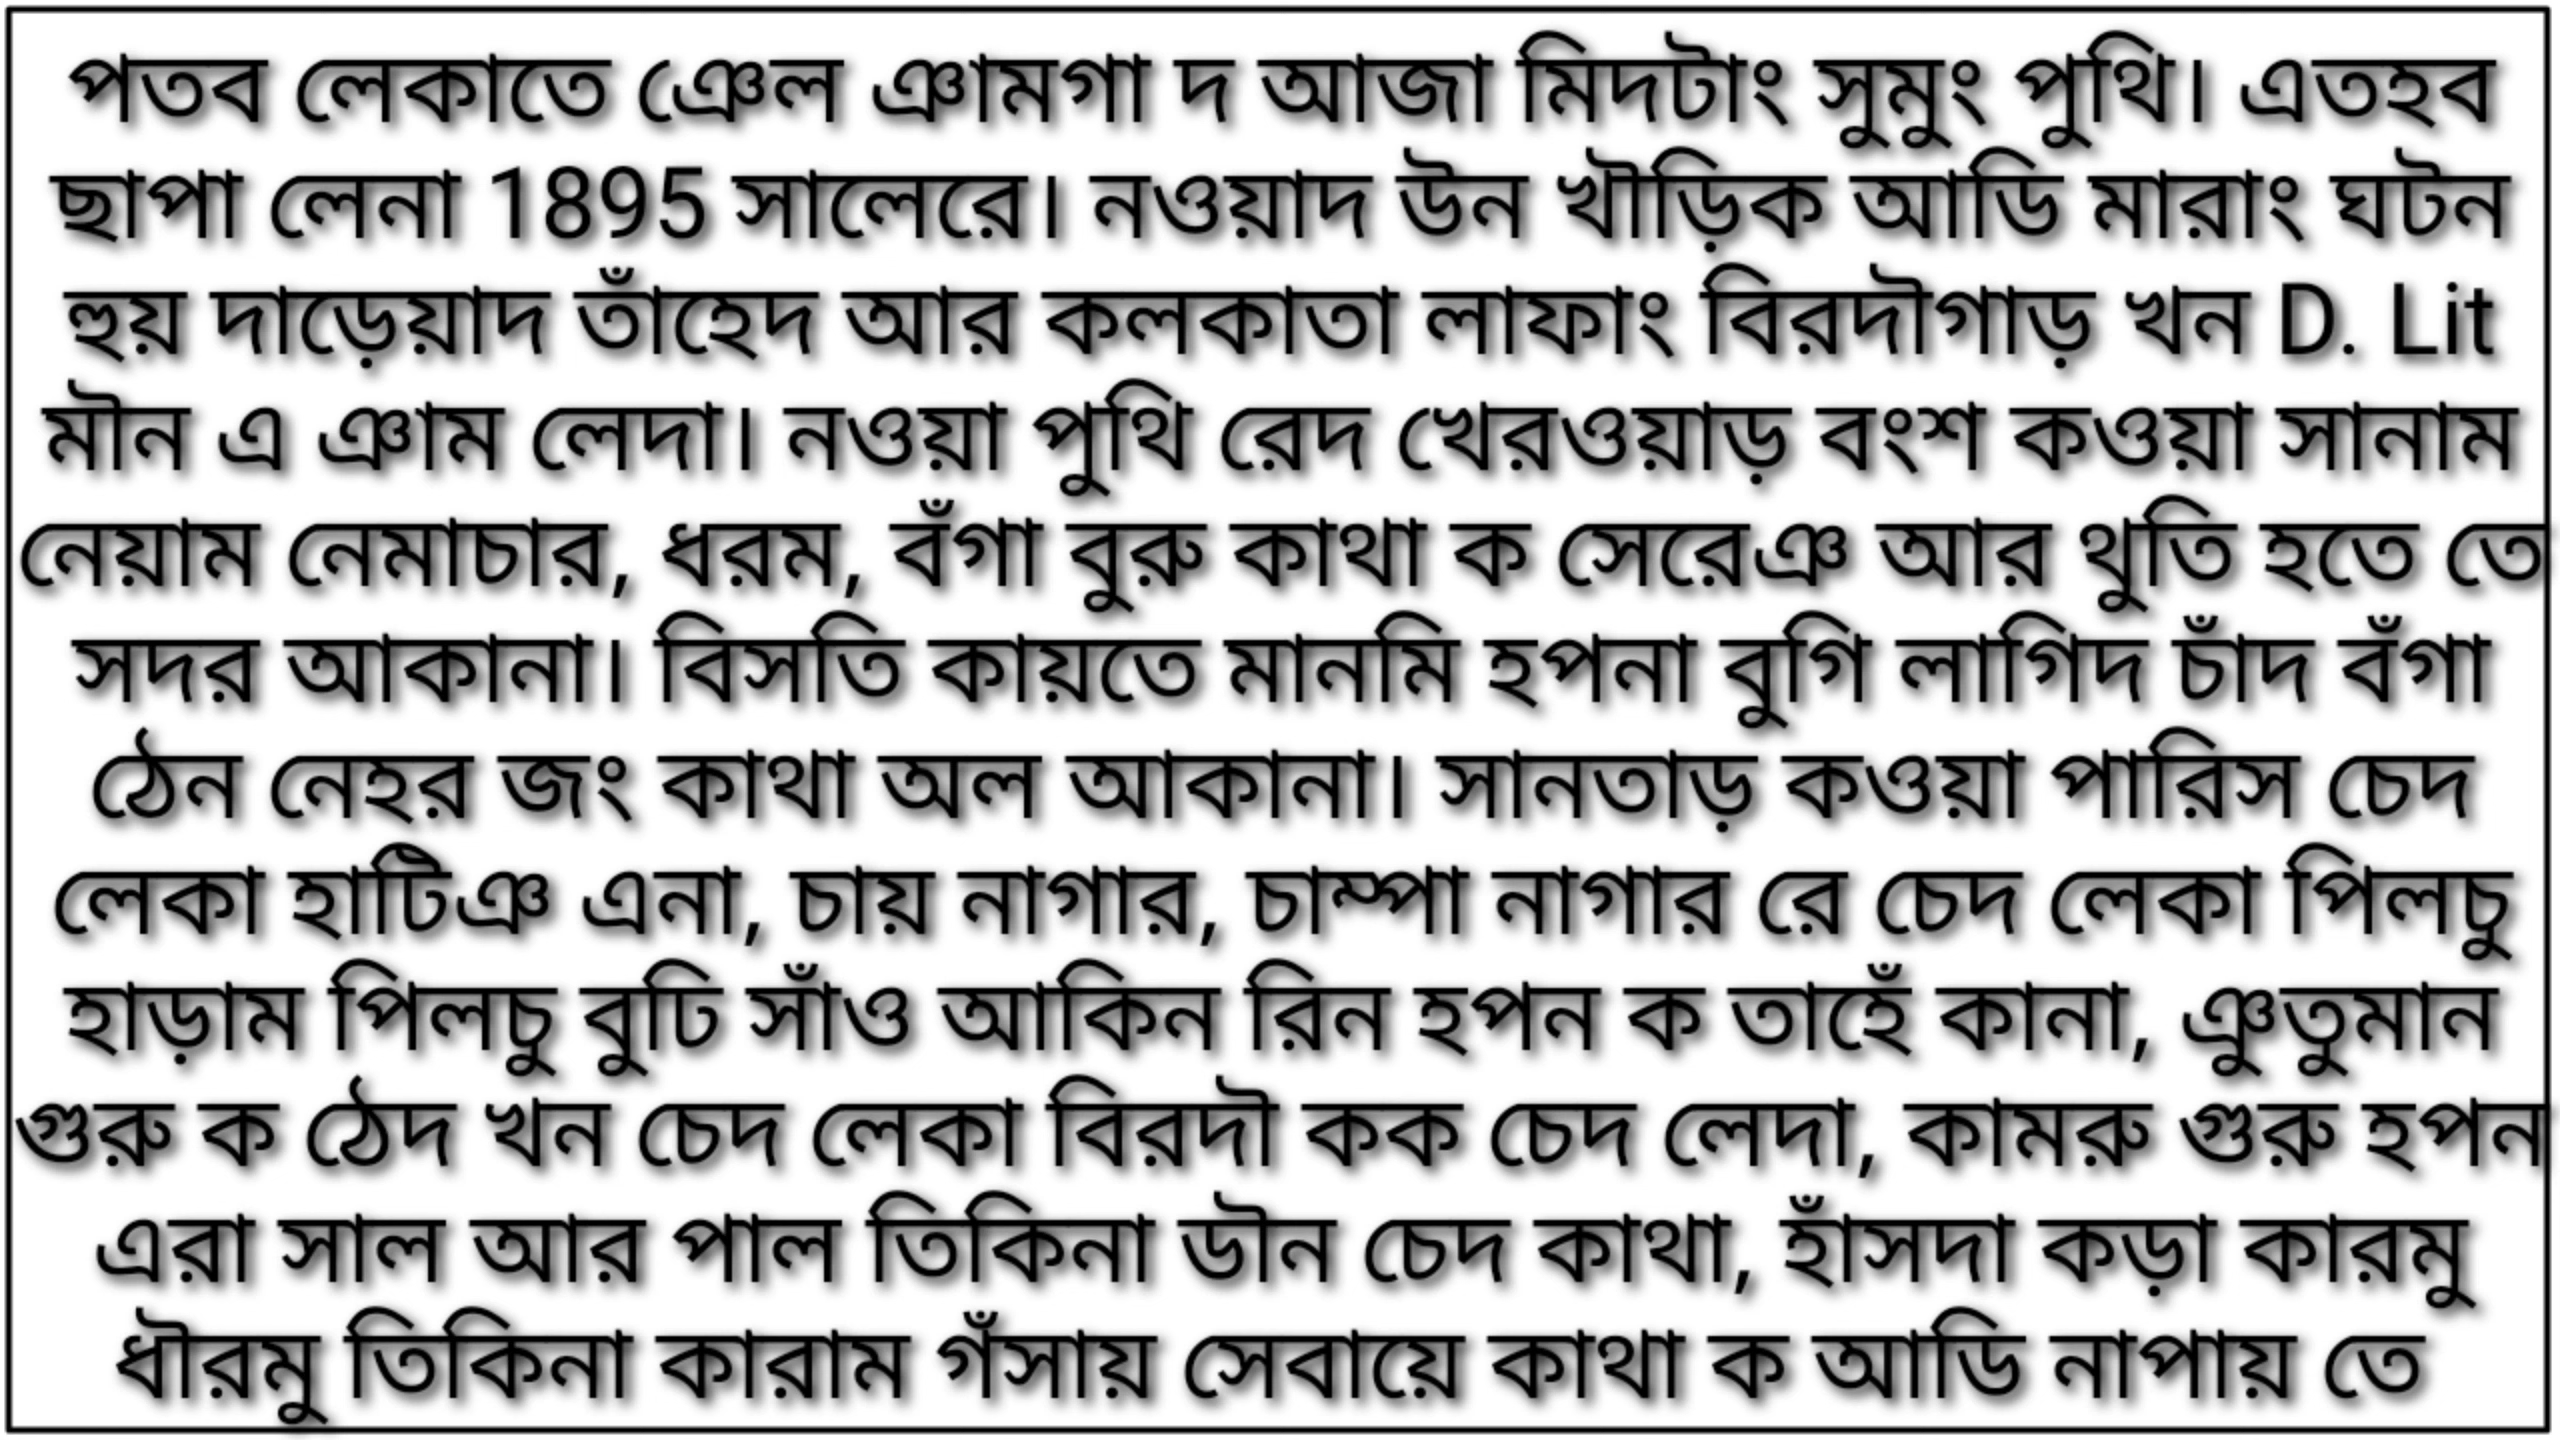 পতব লেকাতে ঞেল ঞামগা দ আজা মিদটাং সুমুং পুথি। এতহব
ছাপা লেনা 1895 সালেরে। নওয়াদ উন খৗড়িক আডি মারাং ঘটন
হুয় দাড়েয়াদ তাঁহেদ আর কলকাতা লাফাং বিরদৗগাড় খন D. Lit
মৗন এ ঞাম লেদা। নওয়া পুথি রেদ খেরওয়াড় বংশ কওয়া সানাম
নেয়াম নেমাচার, ধরম, বঁগা বুরু কাথা ক সেরেঞ আর থুতি হতে তে
সদর আকানা। বিসতি কায়তে মানমি হপনা বুগি লাগিদ চাঁদ বঁগা
ঠেন নেহর জং কাথা অল আকানা। সানতাড় কওয়া পারিস চেদ
লেকা হাটিঞ এনা, চায় নাগার, চাম্পা নাগার রে চেদ লেকা পিলচু
হাড়াম পিলচু বুঢি সাঁও আকিন রিন হপন ক তাহেঁ কানা, ঞুতুমান
গুরু ক ঠেদ খন চেদ লেকা বিরদৗ কক চেদ লেদা, কামরু গুরু হপন
এরা সাল আর পাল তিকিনা ডৗন চেদ কাথা, হাঁসদা কড়া কারমু
ধৗরমু তিকিনা কারাম গঁসায় সেবায়ে কাথা ক আডি নাপায় তে